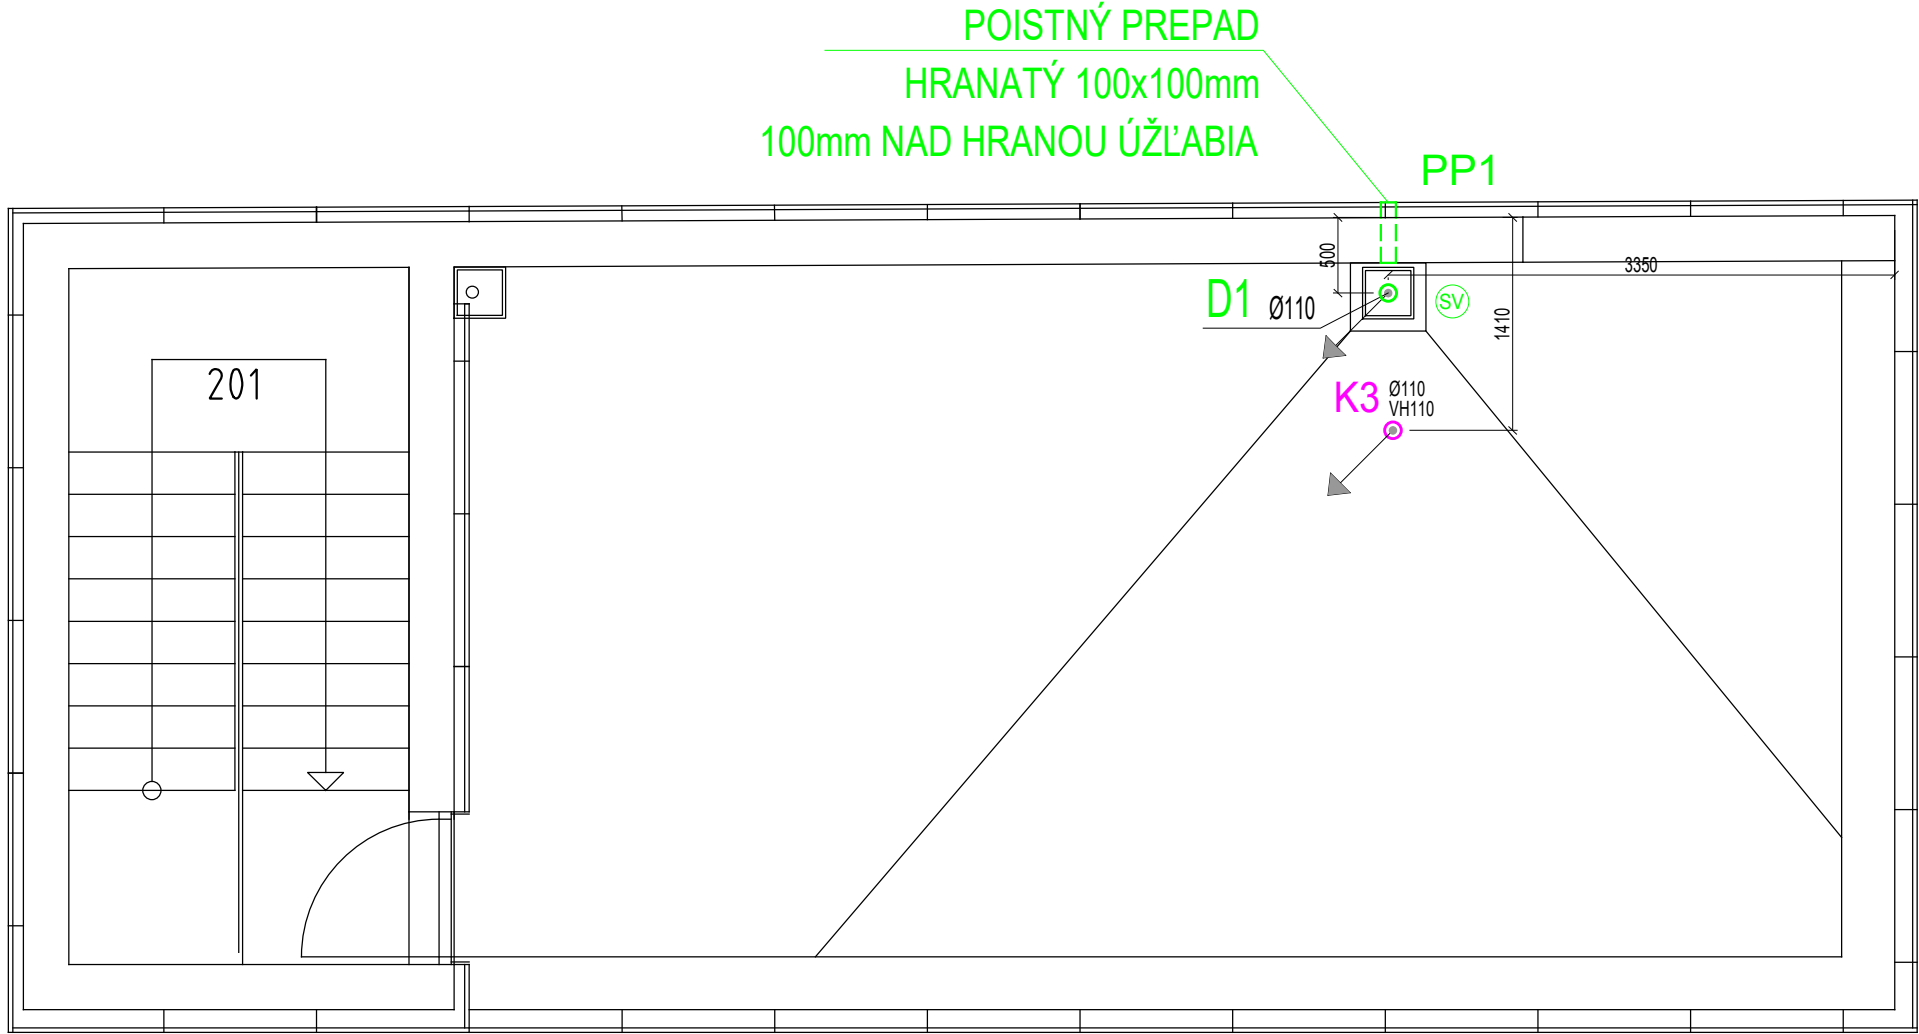 POISTNÝ PREPAD
HRANATÝ 100x100mm
100mm NAD HRANOU ÚŽĽABIA
PP1
500
3350
D1 Ø110
SV
1410
201
K3 Ø110
VH110